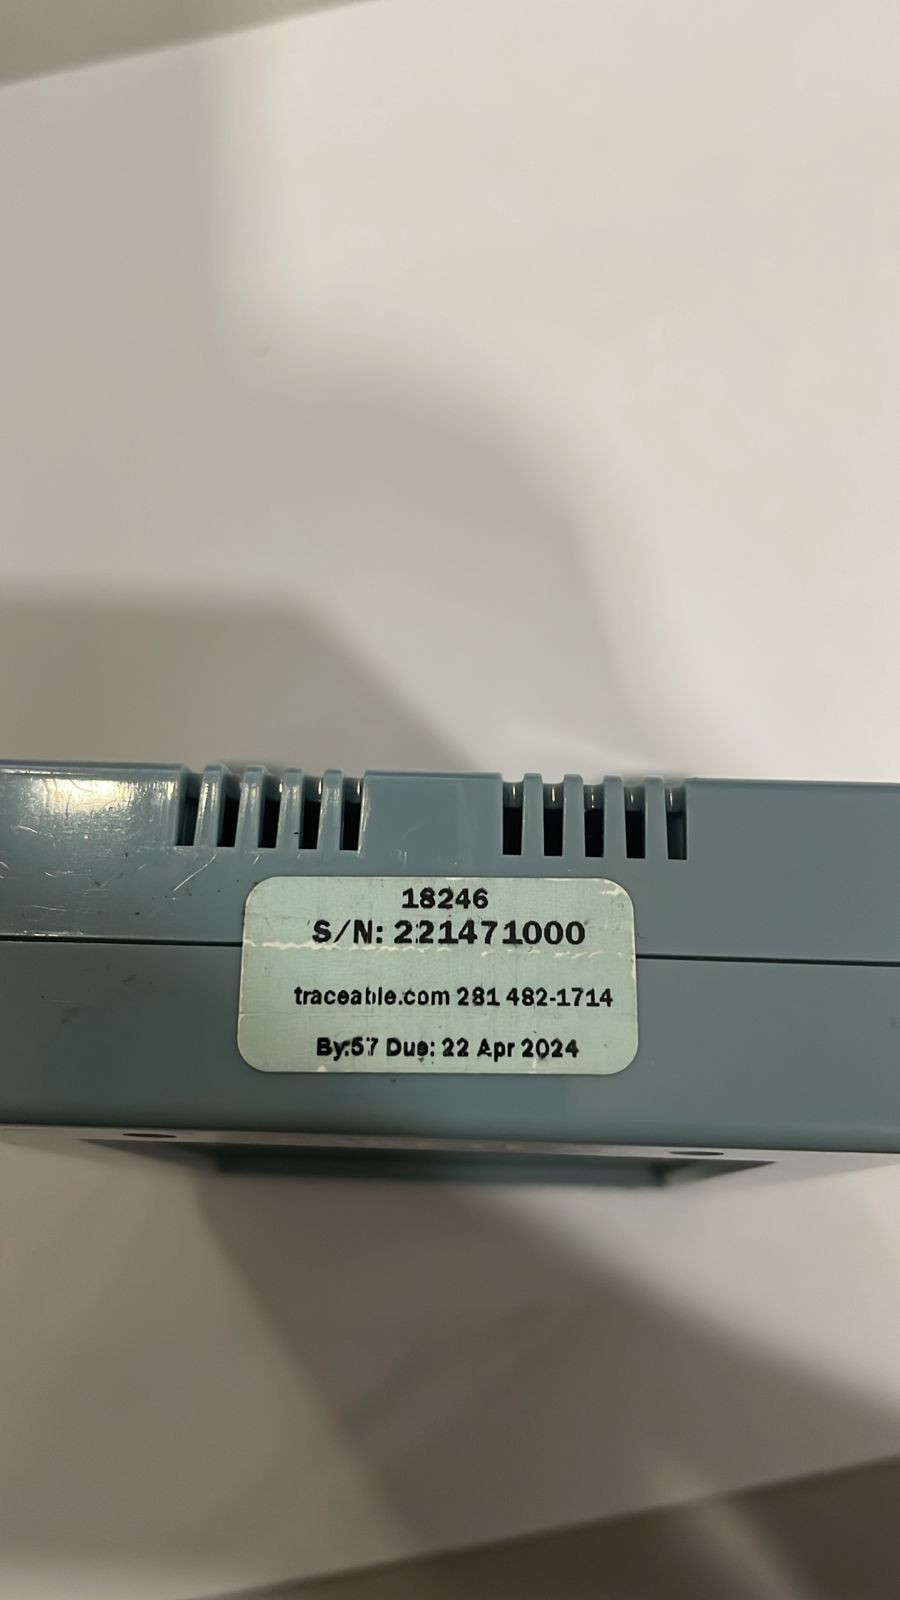 18246
S/N: 221471000
traceable.com 281 482-1714
By:57 Due: 22 Apr 2024